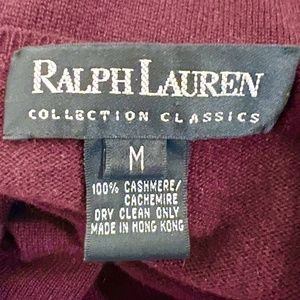 RALPH LAUREN
COLLECTION CLASSICS
M
100% CASHMERE/
CACHEMIRE
DRY CLEAN ONLY
MADE IN HONG KONG